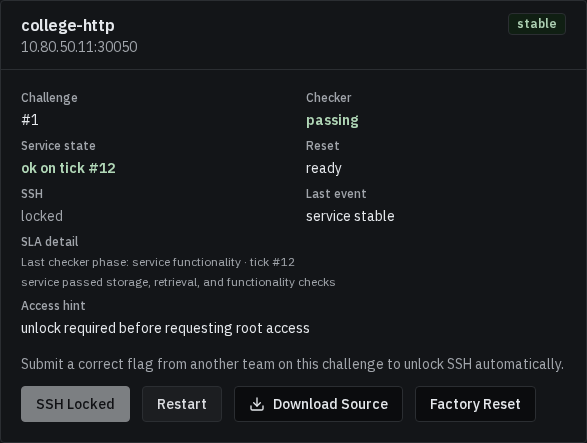 college-http
stable
10.80.50.11:30050
Challenge
Checker
#1
passing
Service state
Reset
ok on tick #12
ready
SSH
Last event
locked
service stable
SLA detail
Last checker phase: service functionality · tick #12
service passed storage, retrieval, and functionality checks
Access hint
unlock required before requesting root access
Submit a correct flag from another team on this challenge to unlock SSH automatically.
SSH Locked
Restart
Download Source
Factory Reset